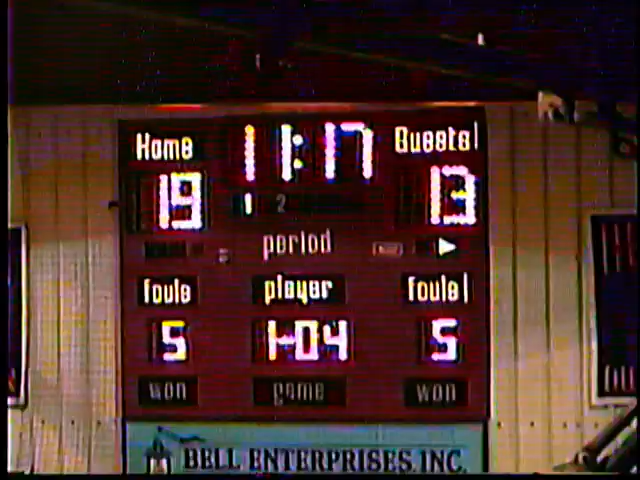 Home 11:17 Guests
19 1 2 13
period
fouls player fouls
5 1-04 5
won game won
BELL ENTERPRISES, INC.